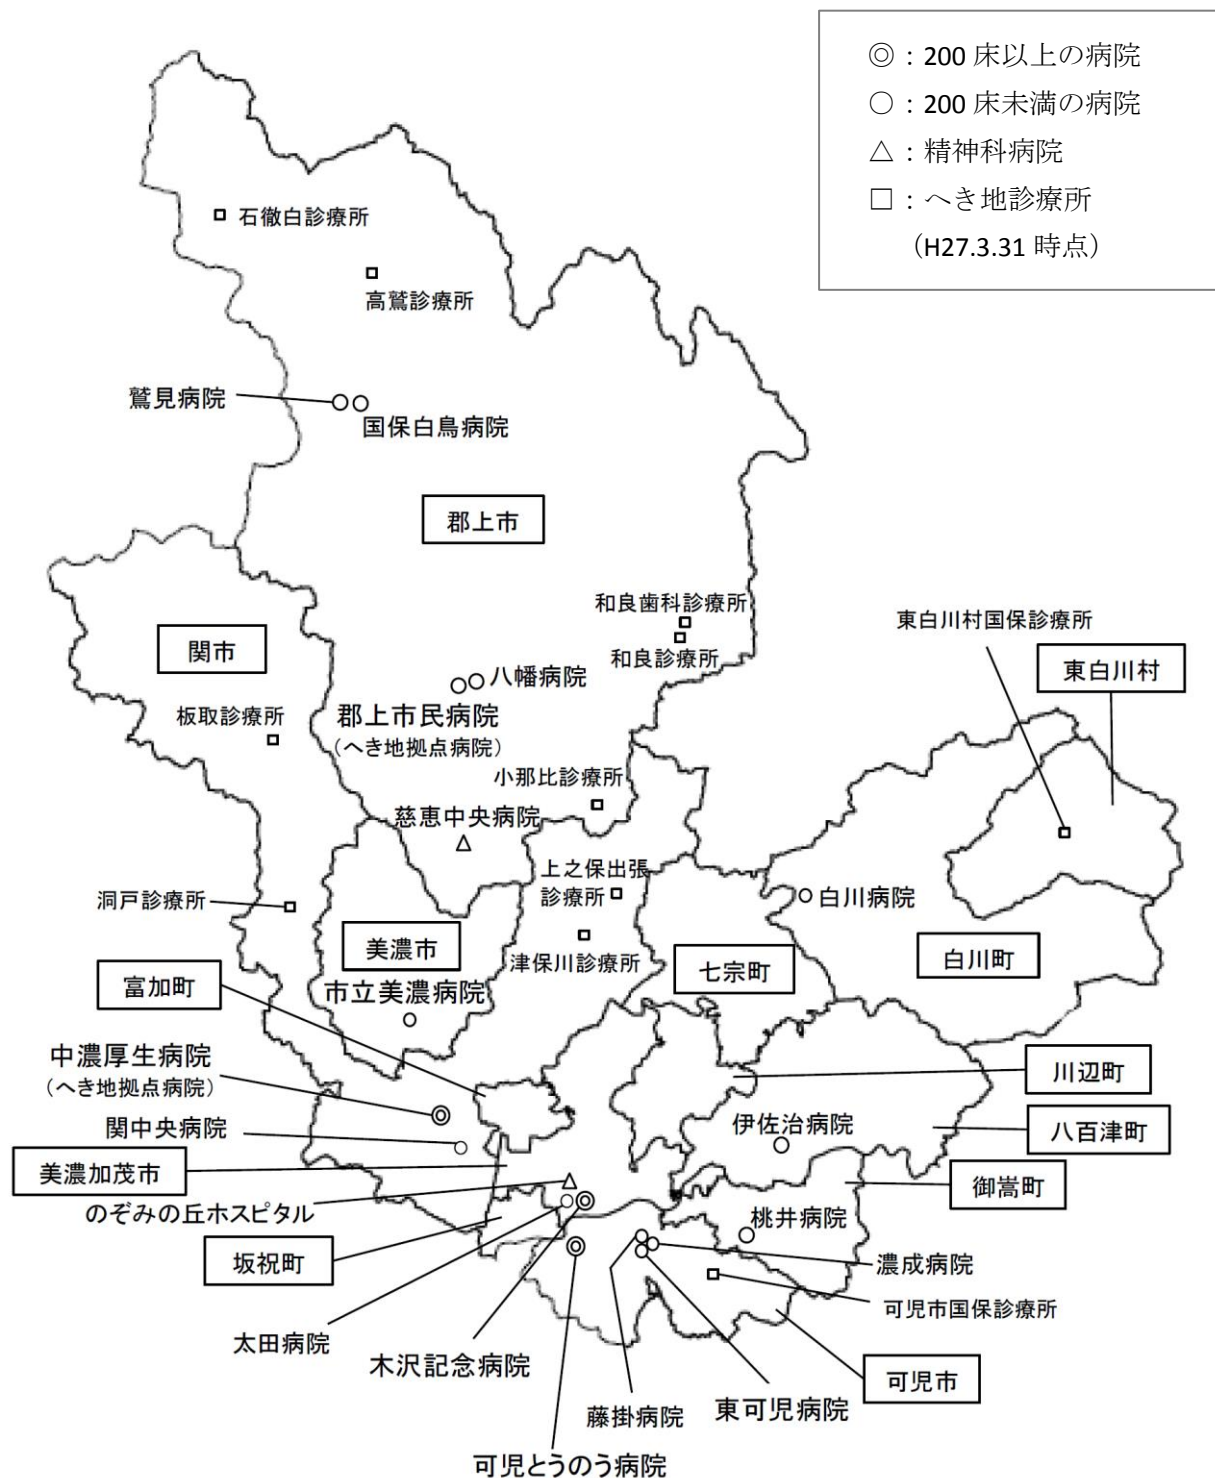 ◎：200 床以上の病院
○：200 床未満の病院
△：精神科病院
□：へき地診療所
（H27.3.31 時点）
石徹白診療所
高鷲診療所
鷲見病院
国保白鳥病院
郡上市
和良歯科診療所
和良診療所
東白川村国保診療所
関市
東白川村
八幡病院
板取診療所
郡上市民病院
（へき地拠点病院）
小那比診療所
慈恵中央病院
上之保出張
診療所
洞戸診療所
白川病院
美濃市
津保川診療所
七宗町
白川町
富加町
市立美濃病院
中濃厚生病院
（へき地拠点病院）
川辺町
関中央病院
伊佐治病院
八百津町
美濃加茂市
御嵩町
のぞみの丘ホスピタル
桃井病院
坂祝町
濃成病院
可児市国保診療所
太田病院
木沢記念病院
可児市
藤掛病院
東可児病院
可児とうのう病院